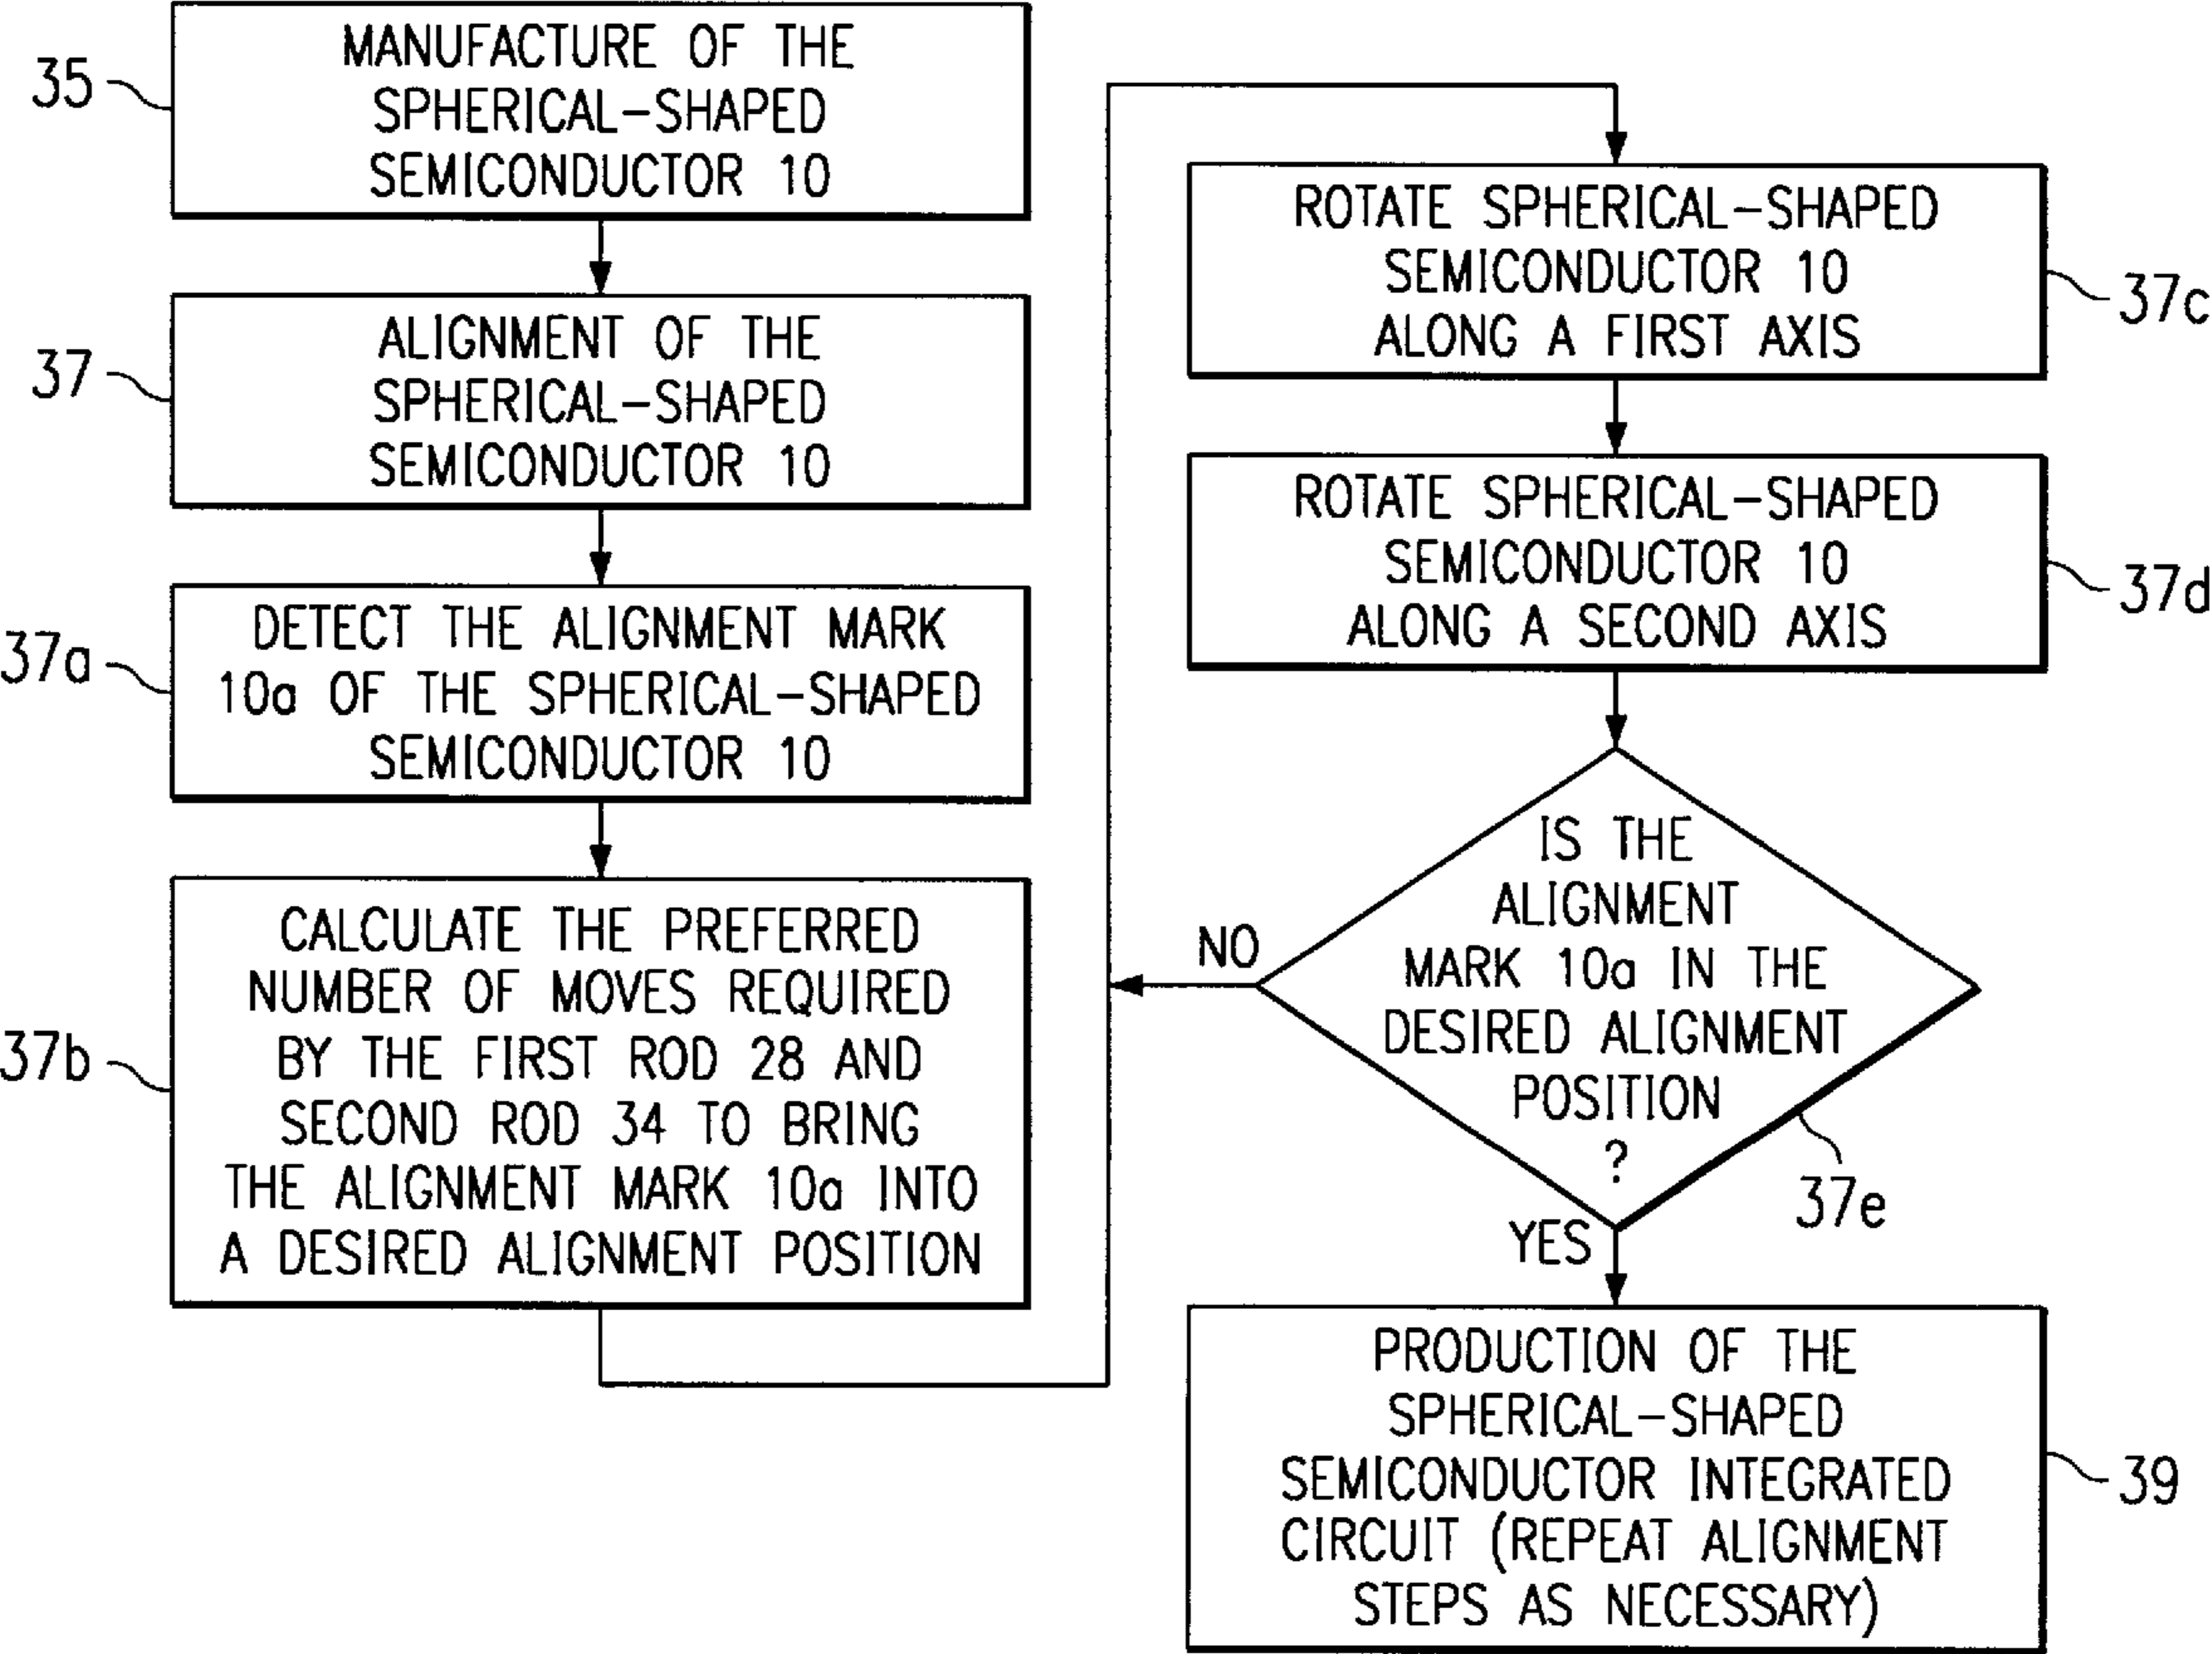 35
MANUFACTURE OF THE
SPHERICAL-SHAPED
SEMICONDUCTOR 10
37
ALIGNMENT OF THE
SPHERICAL-SHAPED
SEMICONDUCTOR 10
37a
DETECT THE ALIGNMENT MARK
10a OF THE SPHERICAL-SHAPED
SEMICONDUCTOR 10
37b
CALCULATE THE PREFERRED
NUMBER OF MOVES REQUIRED
BY THE FIRST ROD 28 AND
SECOND ROD 34 TO BRING
THE ALIGNMENT MARK 10a INTO
A DESIRED ALIGNMENT POSITION
ROTATE SPHERICAL-SHAPED
SEMICONDUCTOR 10
ALONG A FIRST AXIS
37c
ROTATE SPHERICAL-SHAPED
SEMICONDUCTOR 10
ALONG A SECOND AXIS
37d
IS THE
ALIGNMENT
MARK 10a IN THE
DESIRED ALIGNMENT
POSITION
?
NO
37e
YES
PRODUCTION OF THE
SPHERICAL-SHAPED
SEMICONDUCTOR INTEGRATED
CIRCUIT (REPEAT ALIGNMENT
STEPS AS NECESSARY)
39